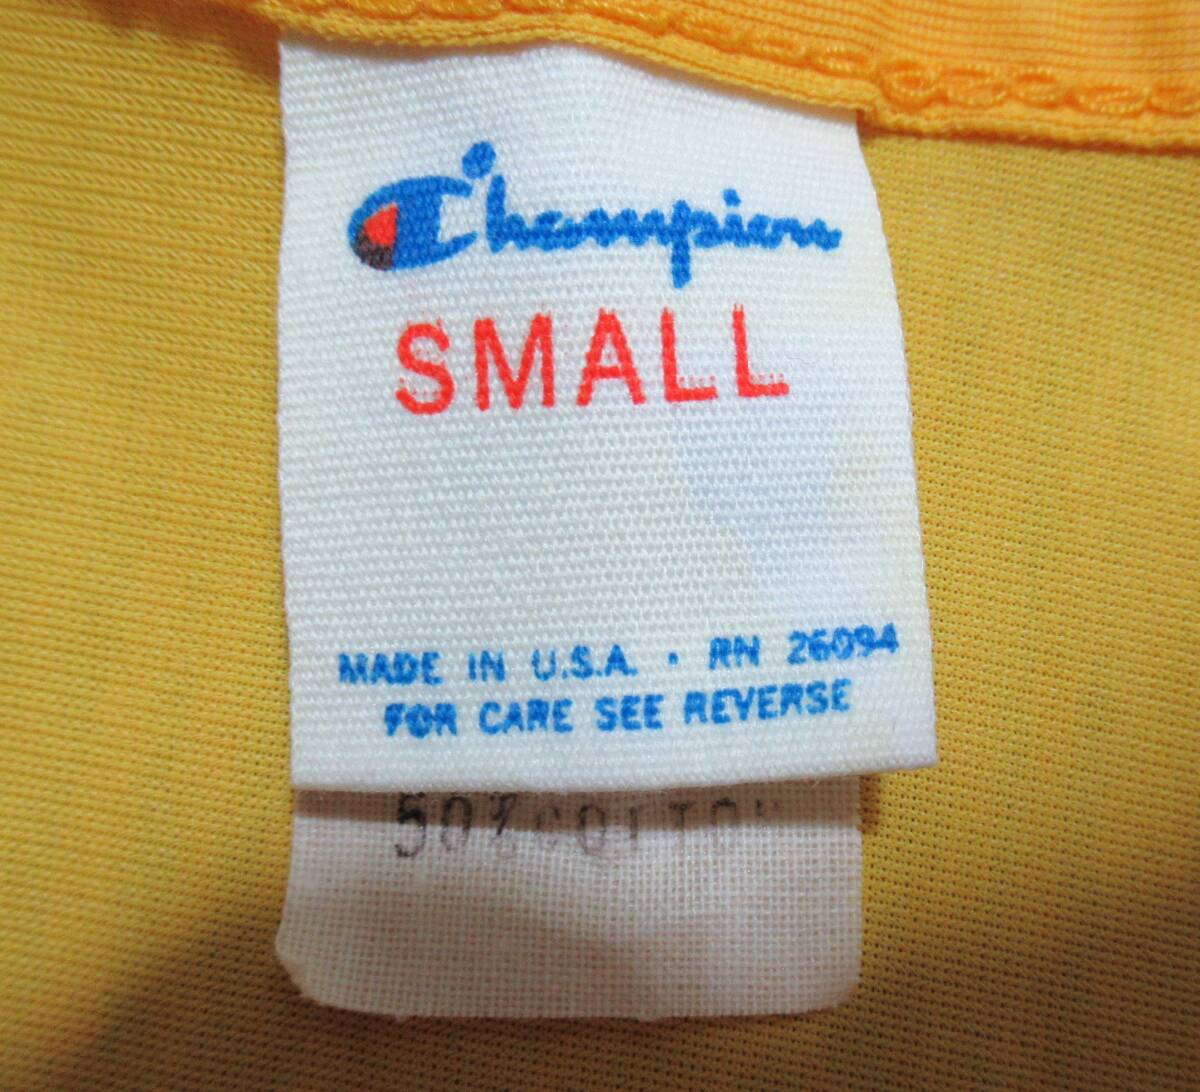 Champion
SMALL
MADE IN U.S.A. · RN 26094
FOR CARE SEE REVERSE
50% COTTON